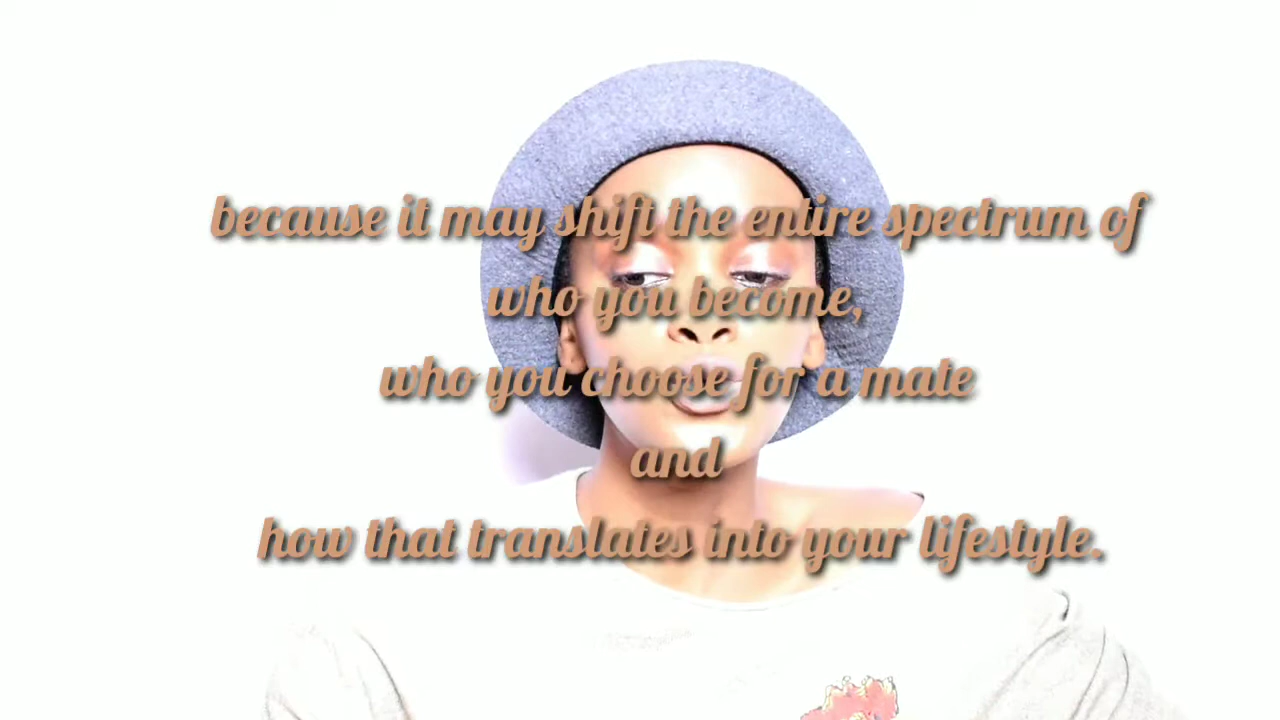 because it may shift the entire spectrum of
who you become,
who you choose for a mate
and
how that translates into your lifestyle.